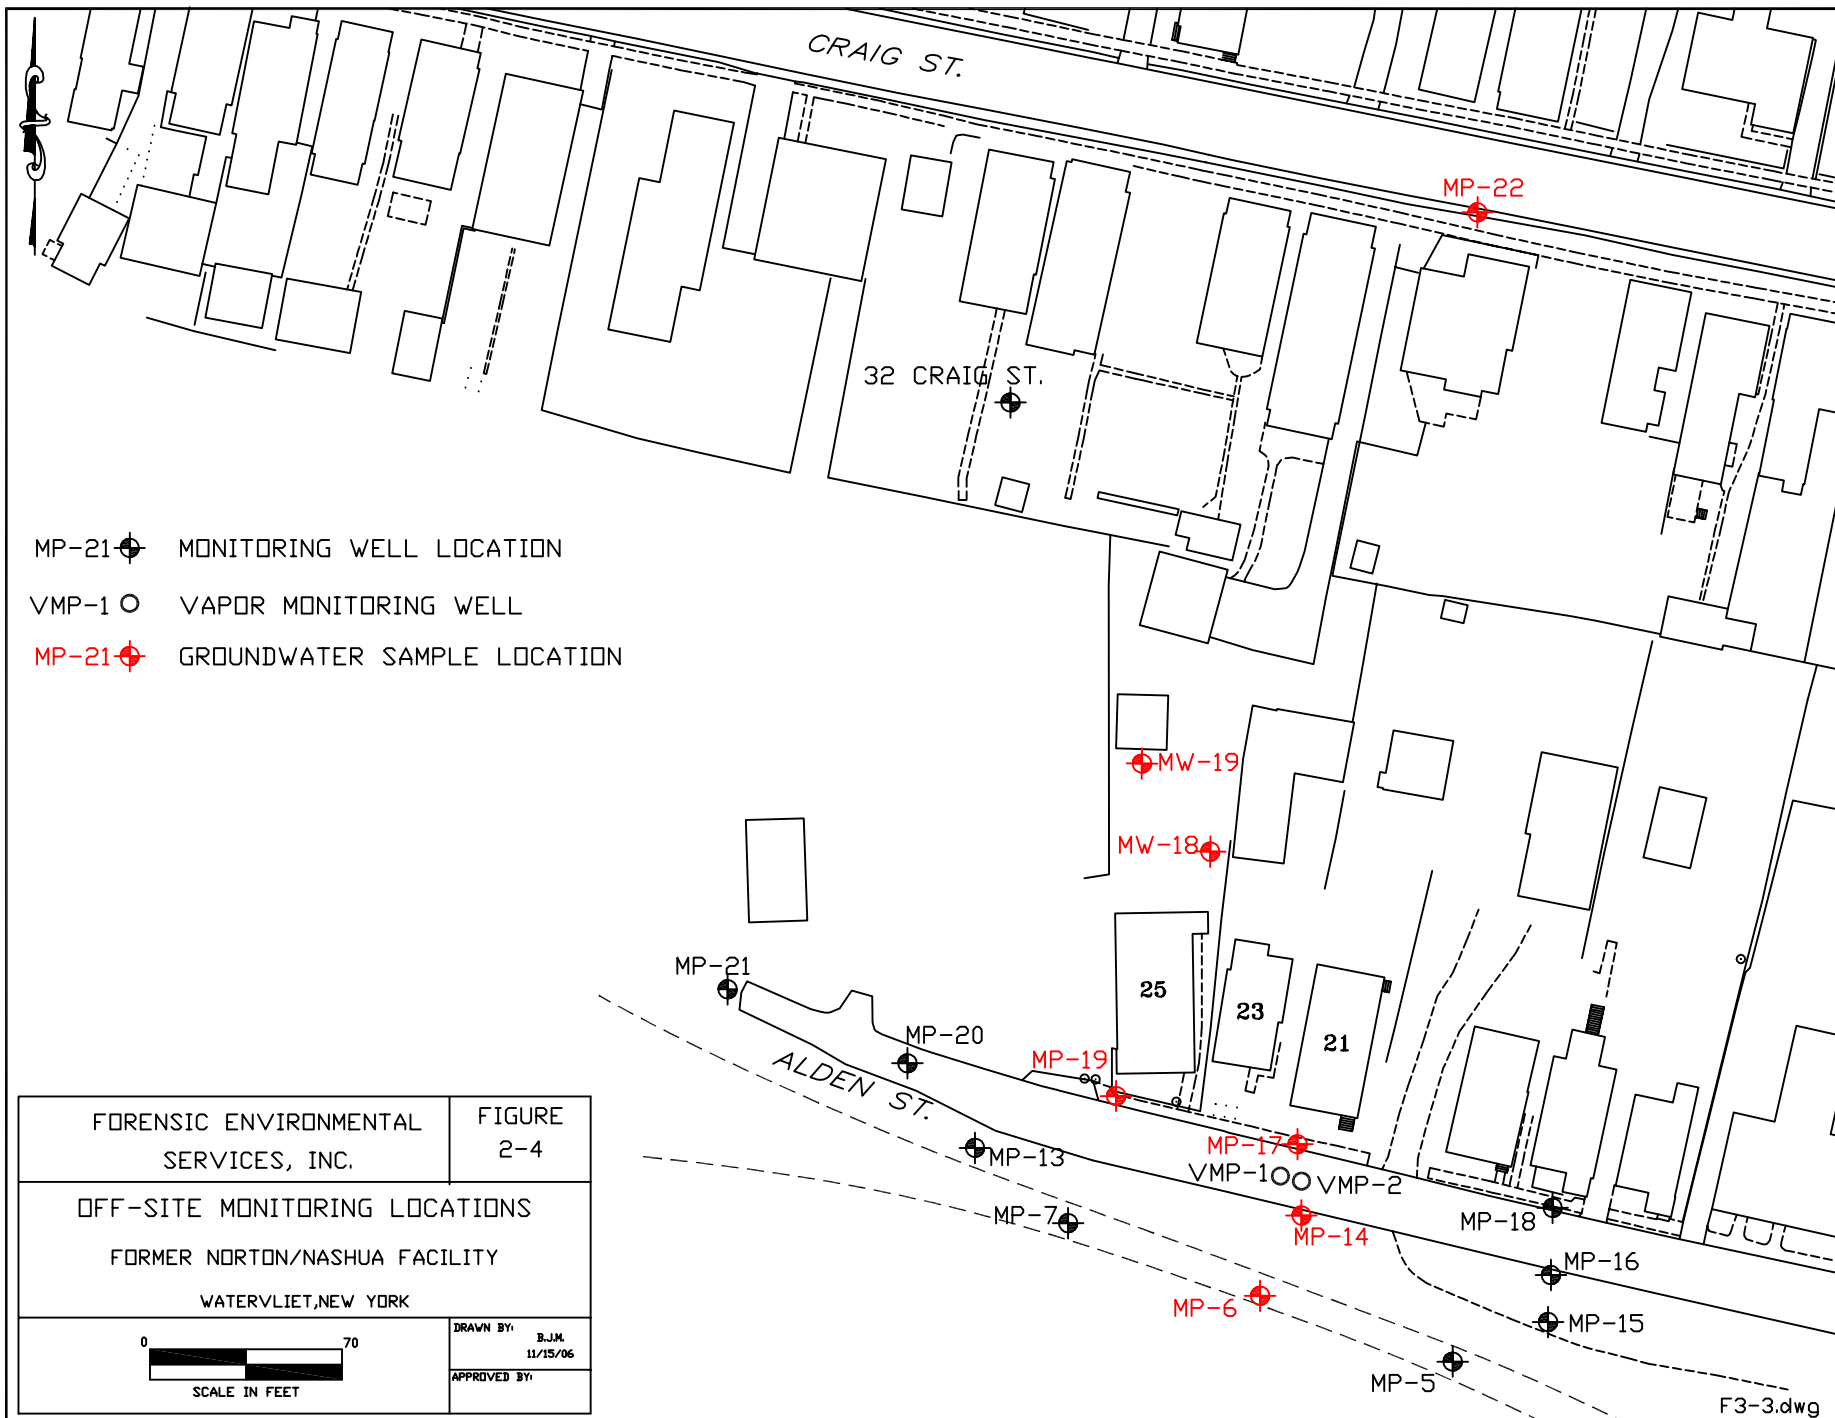 CRAIG ST.
MP-22
32 CRAIG ST.
MP-21 MONITORING WELL LOCATION
VMP-1 VAPOR MONITORING WELL
MP-21 GROUNDWATER SAMPLE LOCATION
MW-19
MW-18
MP-21
25
23
21
MP-20
MP-19
ALDEN ST.
MP-13
MP-17
VMP-1
VMP-2
MP-7
MP-14
MP-18
MP-16
MP-6
MP-15
MP-5
FORENSIC ENVIRONMENTAL
SERVICES, INC.
FIGURE
2-4
OFF-SITE MONITORING LOCATIONS
FORMER NORTON/NASHUA FACILITY
WATERVLIET,NEW YORK
0 70
SCALE IN FEET
DRAWN BY:
B.J.M.
11/15/06
APPROVED BY:
F3-3.dwg